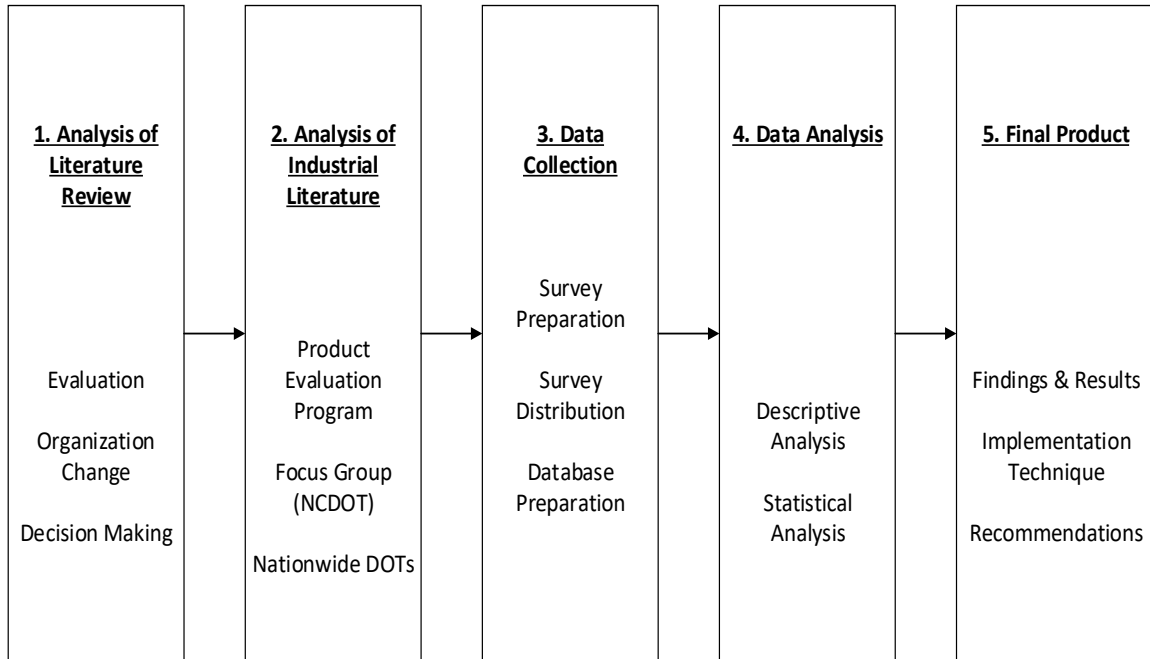 1. Analysis of
Literature
Review
Evaluation
Organization
Change
Decision Making
2. Analysis of
Industrial
Literature
Product
Evaluation
Program
Focus Group
(NCDOT)
Nationwide DOTs
3. Data
Collection
Survey
Preparation
Survey
Distribution
Database
Preparation
4. Data Analysis
Descriptive
Analysis
Statistical
Analysis
5. Final Product
Findings & Results
Implementation
Technique
Recommendations